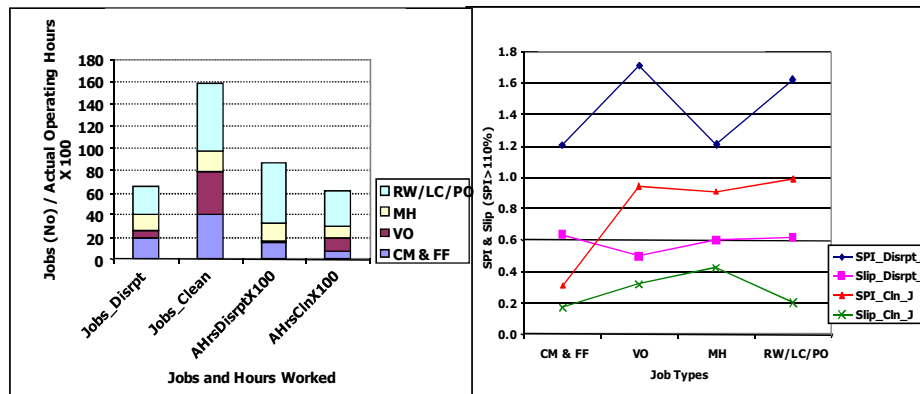 Jobs (No) / Actual Operating Hours
X 100
180
160
140
120
100
80
60
40
20
0
Jobs_Disrpt
Jobs_Clean
AHrsDisrptX100
AHrsClnX100
Jobs and Hours Worked
RW/LC/PO
MH
VO
CM & FF
SPI & Slip (SPI>110%)
1.8
1.6
1.4
1.2
1.0
0.8
0.6
0.4
0.2
0.0
CM & FF
VO
MH
RW/LC/PO
Job Types
SPI_Disrpt_
Slip_Disrpt_
SPI_Cln_J
Slip_Cln_J